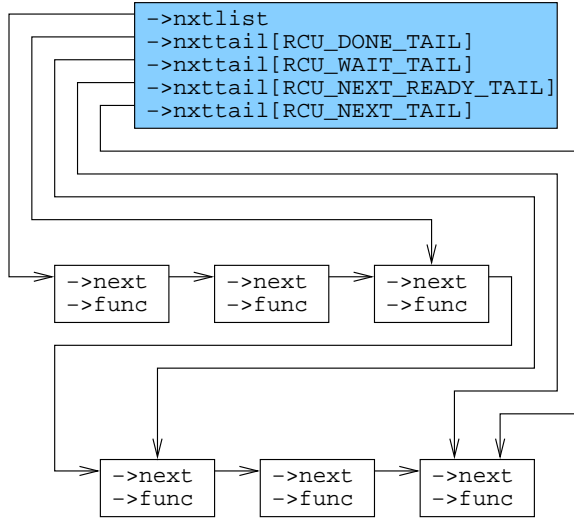 ->nxtlist
->nxttail[RCU_DONE_TAIL]
->nxttail[RCU_WAIT_TAIL]
->nxttail[RCU_NEXT_READY_TAIL]
->nxttail[RCU_NEXT_TAIL]
->next
->func
->next
->func
->next
->func
->next
->func
->next
->func
->next
->func